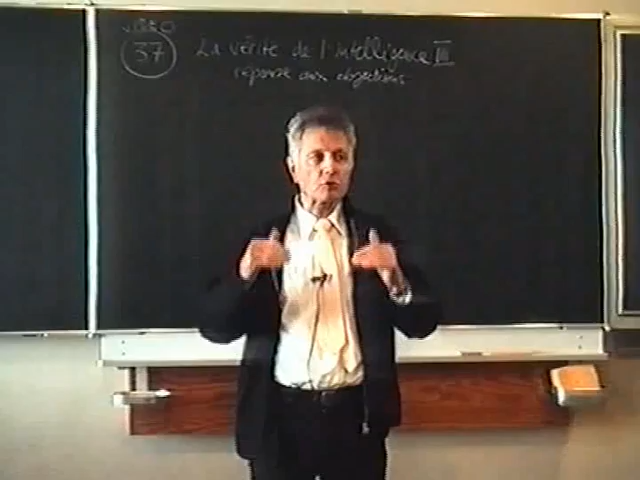 VIDEO
37 La vérité de l'intelligence III
réponse aux objections